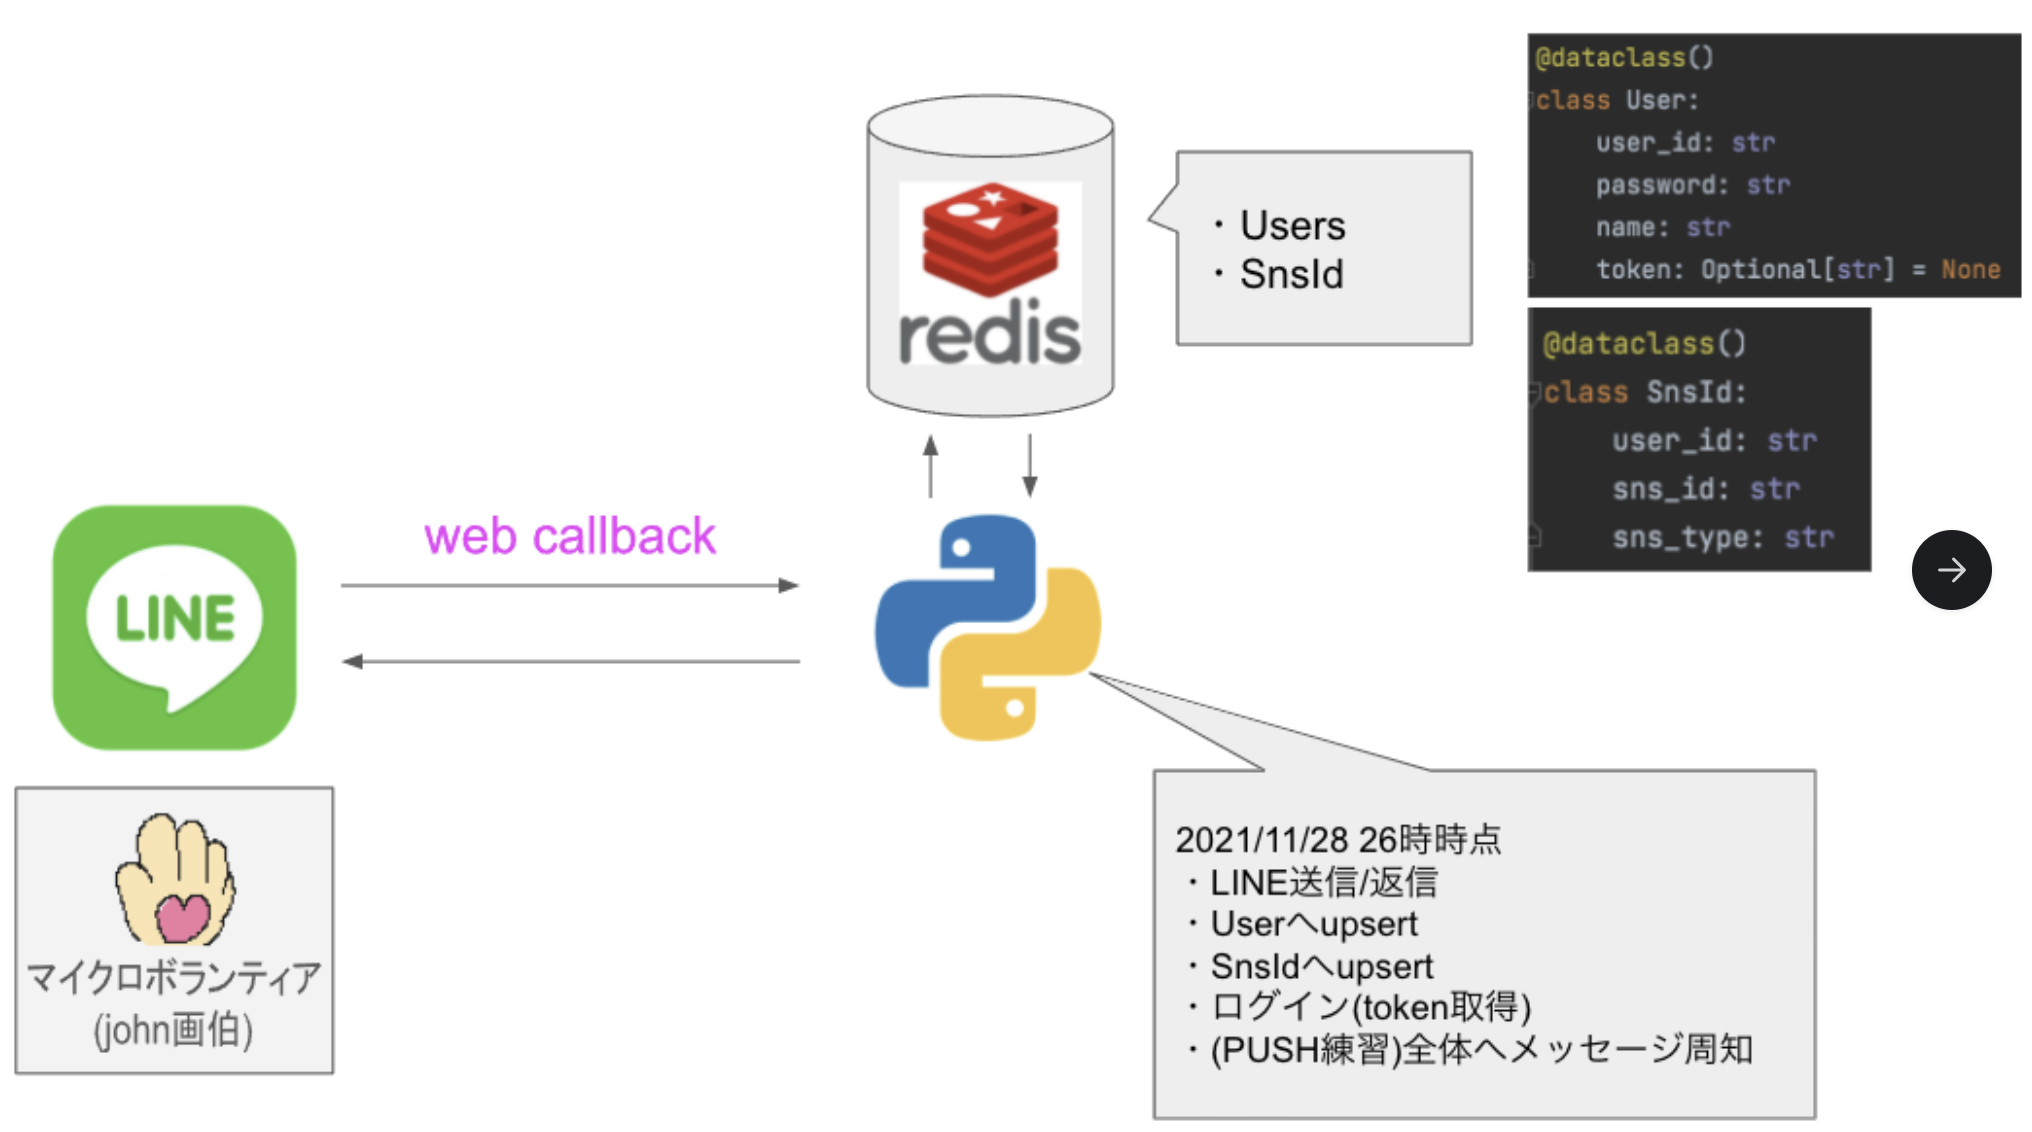 redis
・Users
・SnsId
@dataclass()
class User:
user_id: str
password: str
name: str
token: Optional[str] = None
@dataclass()
class SnsId:
user_id: str
sns_id: str
sns_type: str
web callback
LINE
マイクロボランティア
(john画伯)
2021/11/28 26時時点
・LINE送信/返信
・Userへupsert
・SnsIdへupsert
・ログイン(token取得)
・(PUSH練習)全体へメッセージ周知